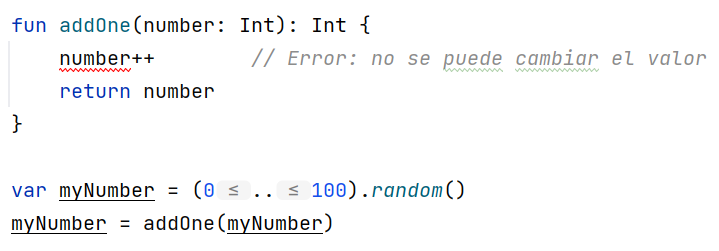 fun addOne(number: Int): Int {
    number++        // Error: no se puede cambiar el valor
    return number
}
var myNumber = (0 ≤ .. ≤ 100).random()
myNumber = addOne(myNumber)